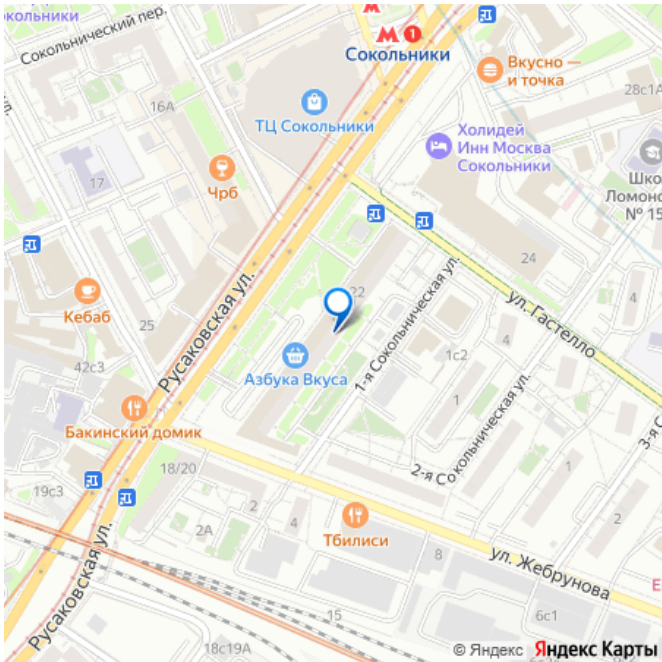 Сокольнический пер.
Сокольники
16А
ТЦ Сокольники
1
Сокольники
Вкусно —
и точка
28с1А
Холидей
Инн Москва
Сокольники
Шко
Ломоно
№ 15
17
Чрб
24
ул. Гастелло
4
22
Кебаб
25
Русаковская ул.
42с3
Азбука Вкуса
1-я Сокольническая ул.
1с2
4
1
2-я Сокольническая ул.
3-я С
Бакинский домик
18/20
19с3
2
2А
4
Тбилиси
1
2
8
ул. Жебрунова
Русаковская ул.
15
6с1
18с19А
© Яндекс Яндекс Карты